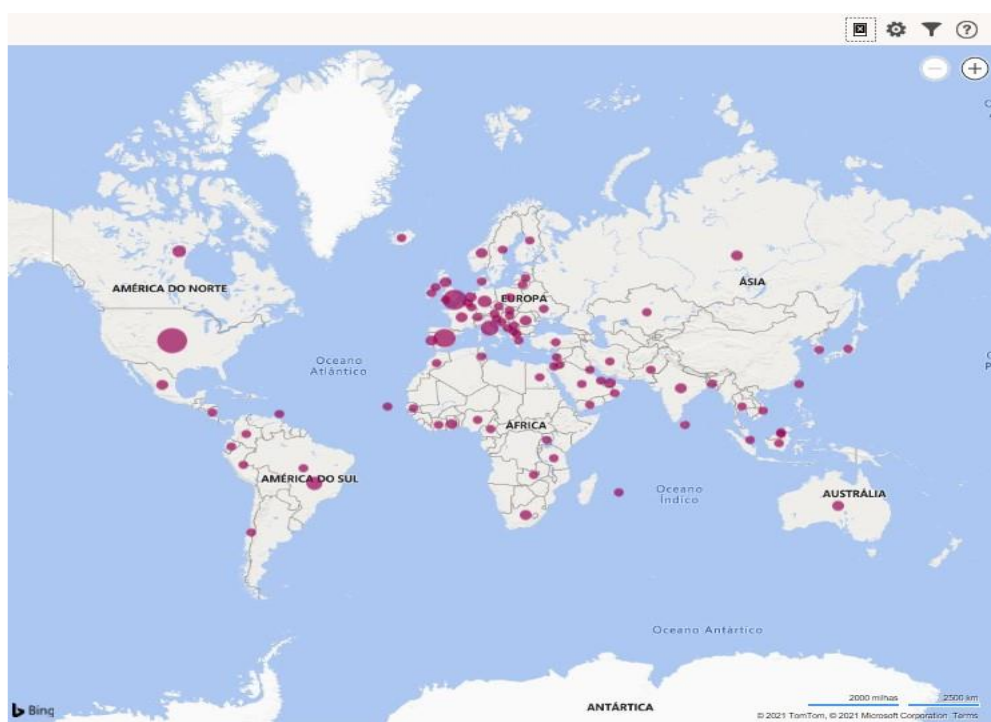 AMÉRICA DO NORTE
ÁSIA
EUROPA
Oceano
Atlântico
ÁFRICA
AMÉRICA DO SUL
Oceano
Índico
AUSTRÁLIA
Oceano Antártico
ANTÁRTICA
2000 milhas 2500 km
Bing
© 2021 TomTom, © 2021 Microsoft Corporation Terms